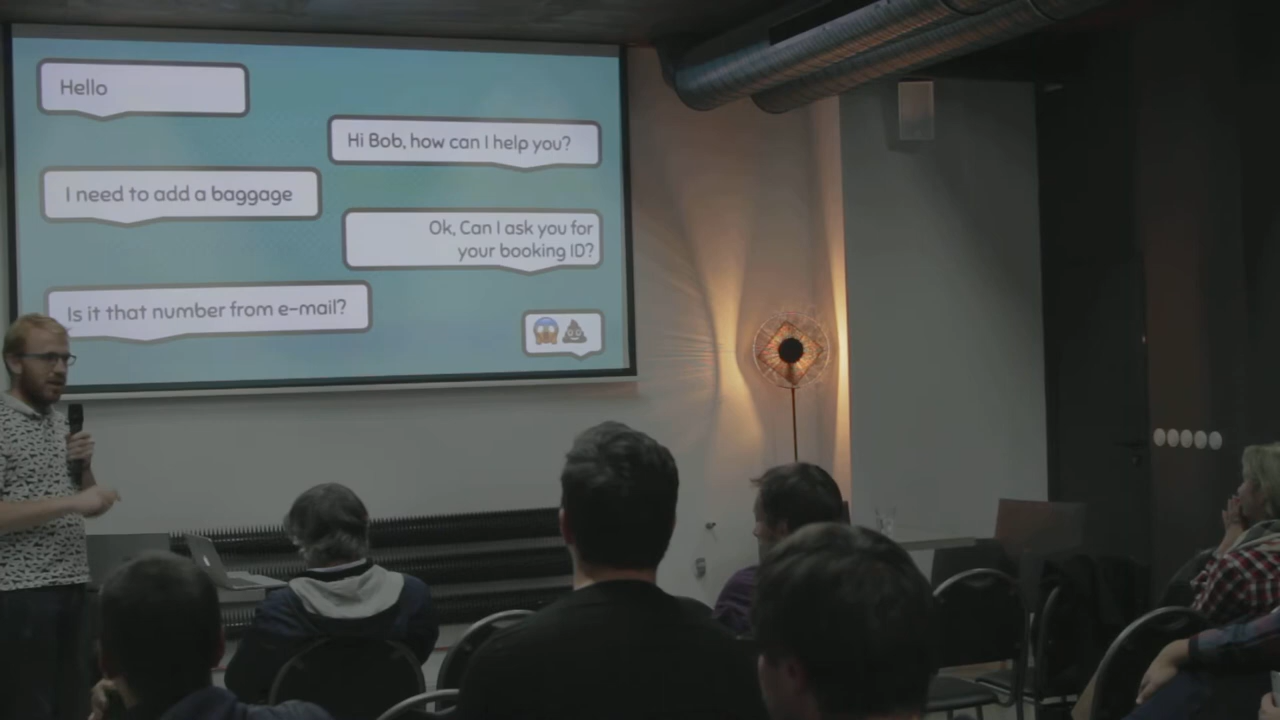 Hello
Hi Bob, how can I help you?
I need to add a baggage
Ok, Can I ask you for
your booking ID?
Is it that number from e-mail?